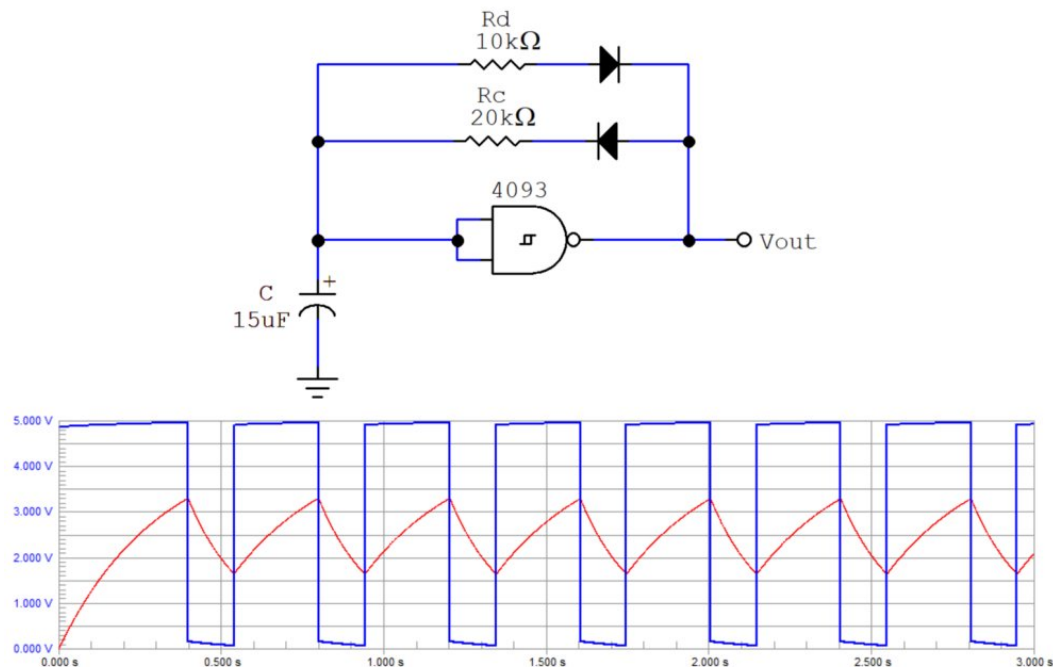 Rd
10kΩ
Rc
20kΩ
4093
Vout
+
C
15uF
5.000 V
4.000 V
3.000 V
2.000 V
1.000 V
0.000 V
0.000 s 0.500 s 1.000 s 1.500 s 2.000 s 2.500 s 3.000 s